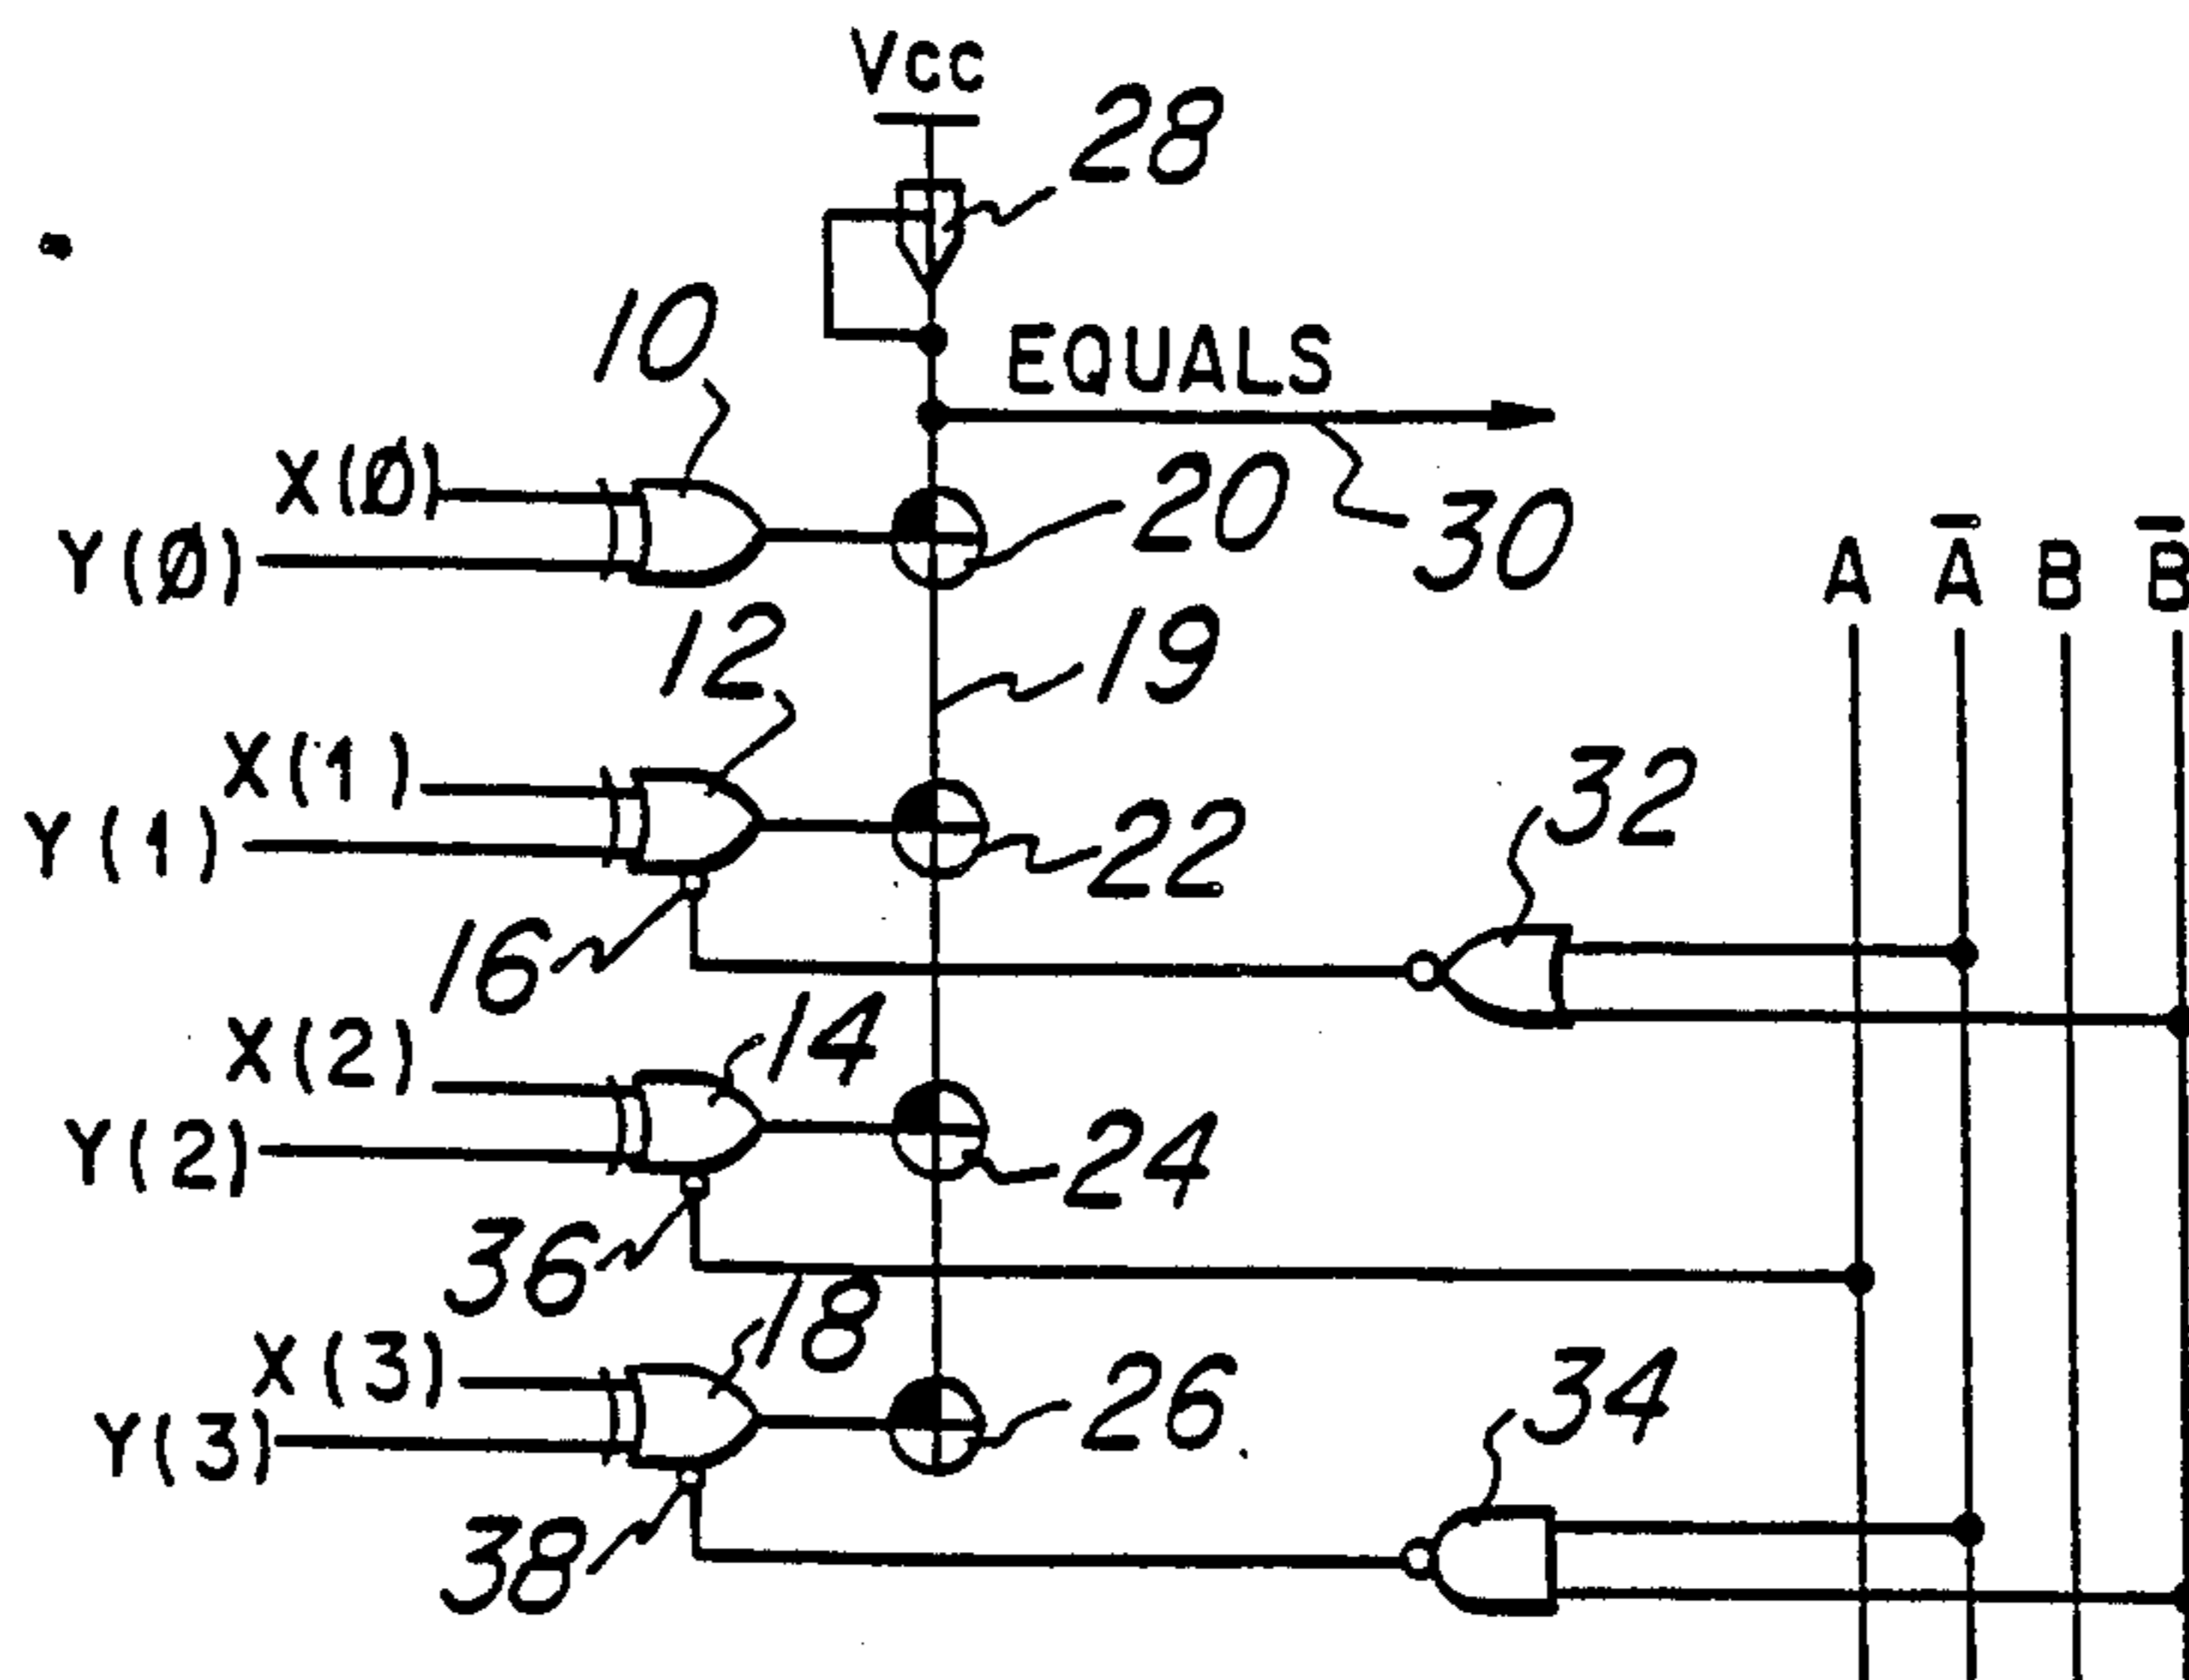 Vcc
28
10
EQUALS
X(Ø)
Y(Ø)
20
30
A Ā B B̄
12
19
X(1)
Y(1)
22
32
16
X(2)
14
Y(2)
24
36
18
X(3)
Y(3)
26
34
38